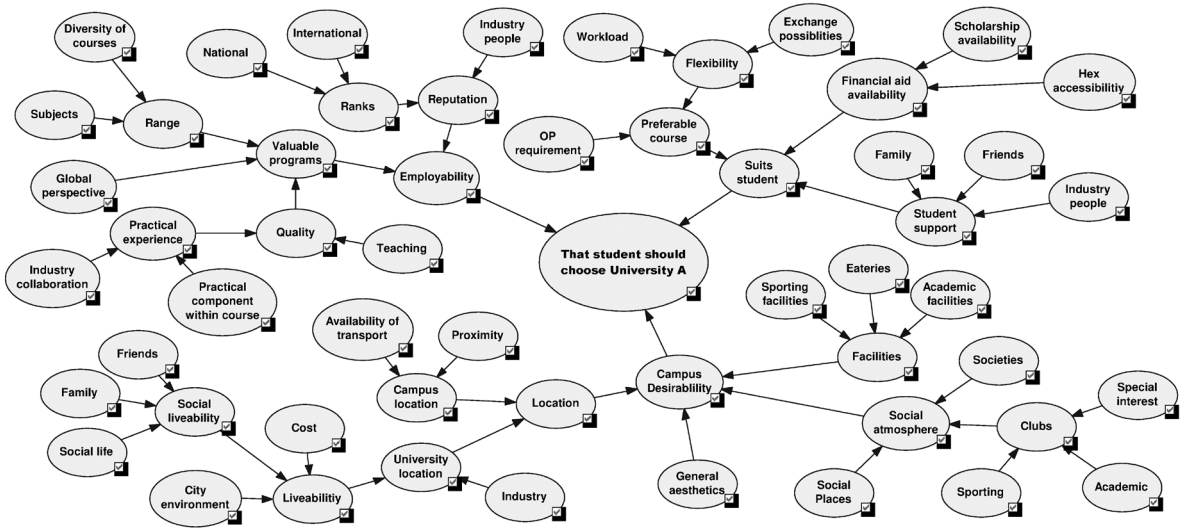 Diversity of
courses
National
International
Industry
people
Workload
Exchange
possiblities
Scholarship
availability
Flexibility
Financial aid
availability
Hex
accessibilitiy
Subjects
Range
Ranks
Reputation
OP
requirement
Preferable
course
Valuable
programs
Employability
Suits
student
Family
Friends
Global
perspective
Industry
people
Student
support
Practical
experience
Quality
Teaching
That student should
choose University A
Industry
collaboration
Practical
component
within course
Eateries
Sporting
facilities
Academic
facilities
Availability of
transport
Proximity
Facilities
Friends
Societies
Family
Social
liveability
Campus
location
Location
Campus
Desirablility
Special
interest
Social
atmosphere
Clubs
Cost
Social life
University
location
City
environment
Liveabilitiy
Industry
General
aesthetics
Social
Places
Sporting
Academic